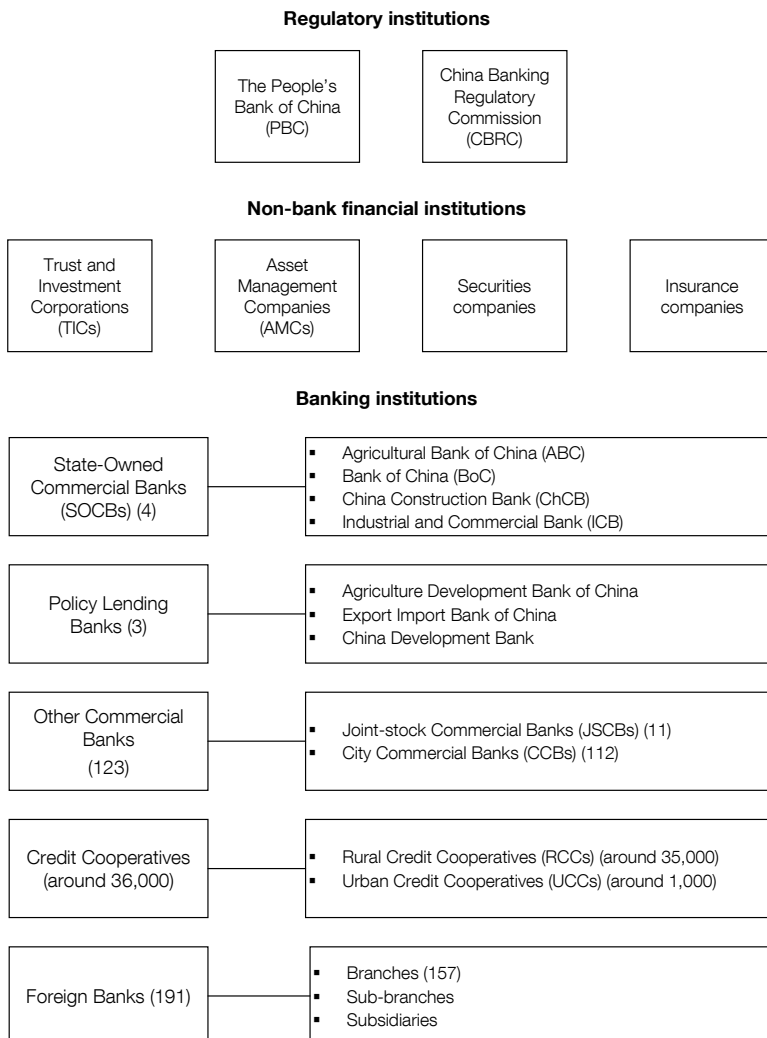 Regulatory institutions
The People’s
Bank of China
(PBC)
China Banking
Regulatory
Commission
(CBRC)
Non-bank financial institutions
Trust and
Investment
Corporations
(TICs)
Asset
Management
Companies
(AMCs)
Securities
companies
Insurance
companies
Banking institutions
State-Owned
Commercial Banks
(SOCBs) (4)
▪ Agricultural Bank of China (ABC)
▪ Bank of China (BoC)
▪ China Construction Bank (ChCB)
▪ Industrial and Commercial Bank (ICB)
Policy Lending
Banks (3)
▪ Agriculture Development Bank of China
▪ Export Import Bank of China
▪ China Development Bank
Other Commercial
Banks
(123)
▪ Joint-stock Commercial Banks (JSCBs) (11)
▪ City Commercial Banks (CCBs) (112)
Credit Cooperatives
(around 36,000)
▪ Rural Credit Cooperatives (RCCs) (around 35,000)
▪ Urban Credit Cooperatives (UCCs) (around 1,000)
Foreign Banks (191)
▪ Branches (157)
▪ Sub-branches
▪ Subsidiaries